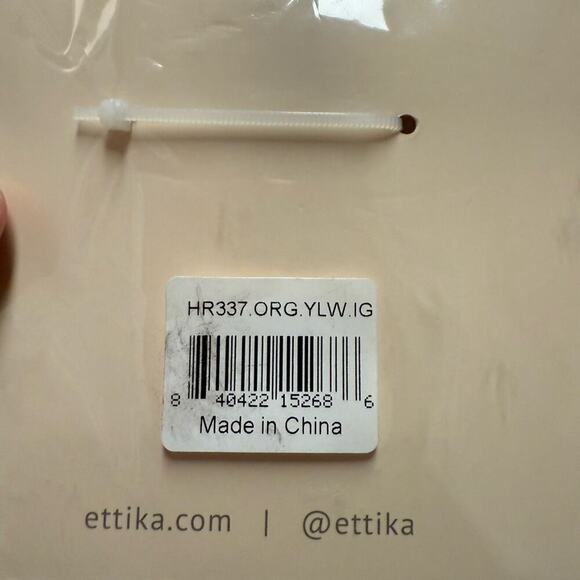 HR337.ORG.YLW.IG
8 40422 15268 6
Made in China
ettika.com | @ettika